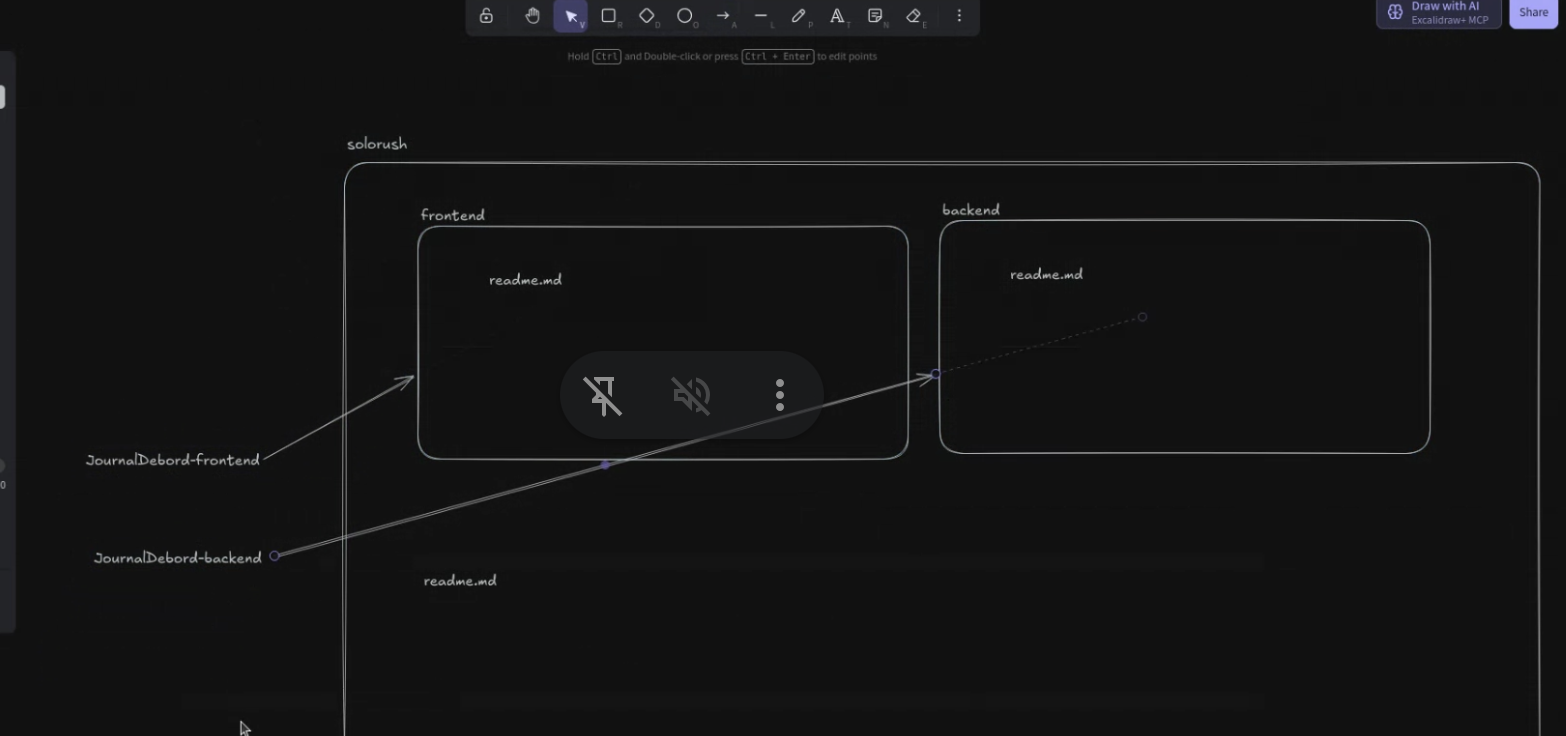 V
R
D
O
A
L
P
T
N
E
Draw with AI
Excalidraw+ MCP
Share
Hold Ctrl and Double-click or press Ctrl + Enter to edit points
solorush
frontend
backend
readme.md
readme.md
JournalDebord-frontend
0
JournalDebord-backend
readme.md